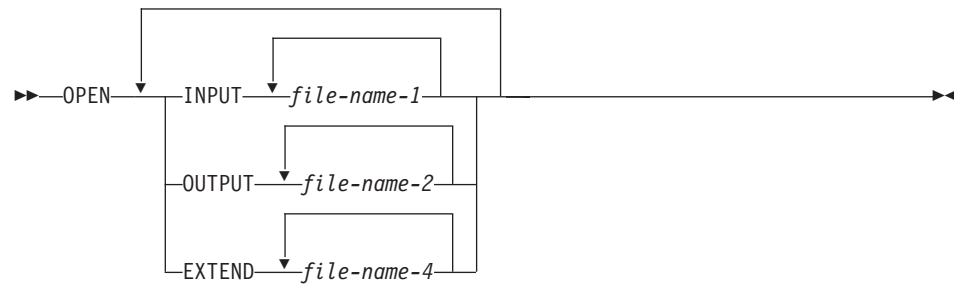 OPEN INPUT file-name-1
OUTPUT file-name-2
EXTEND file-name-4